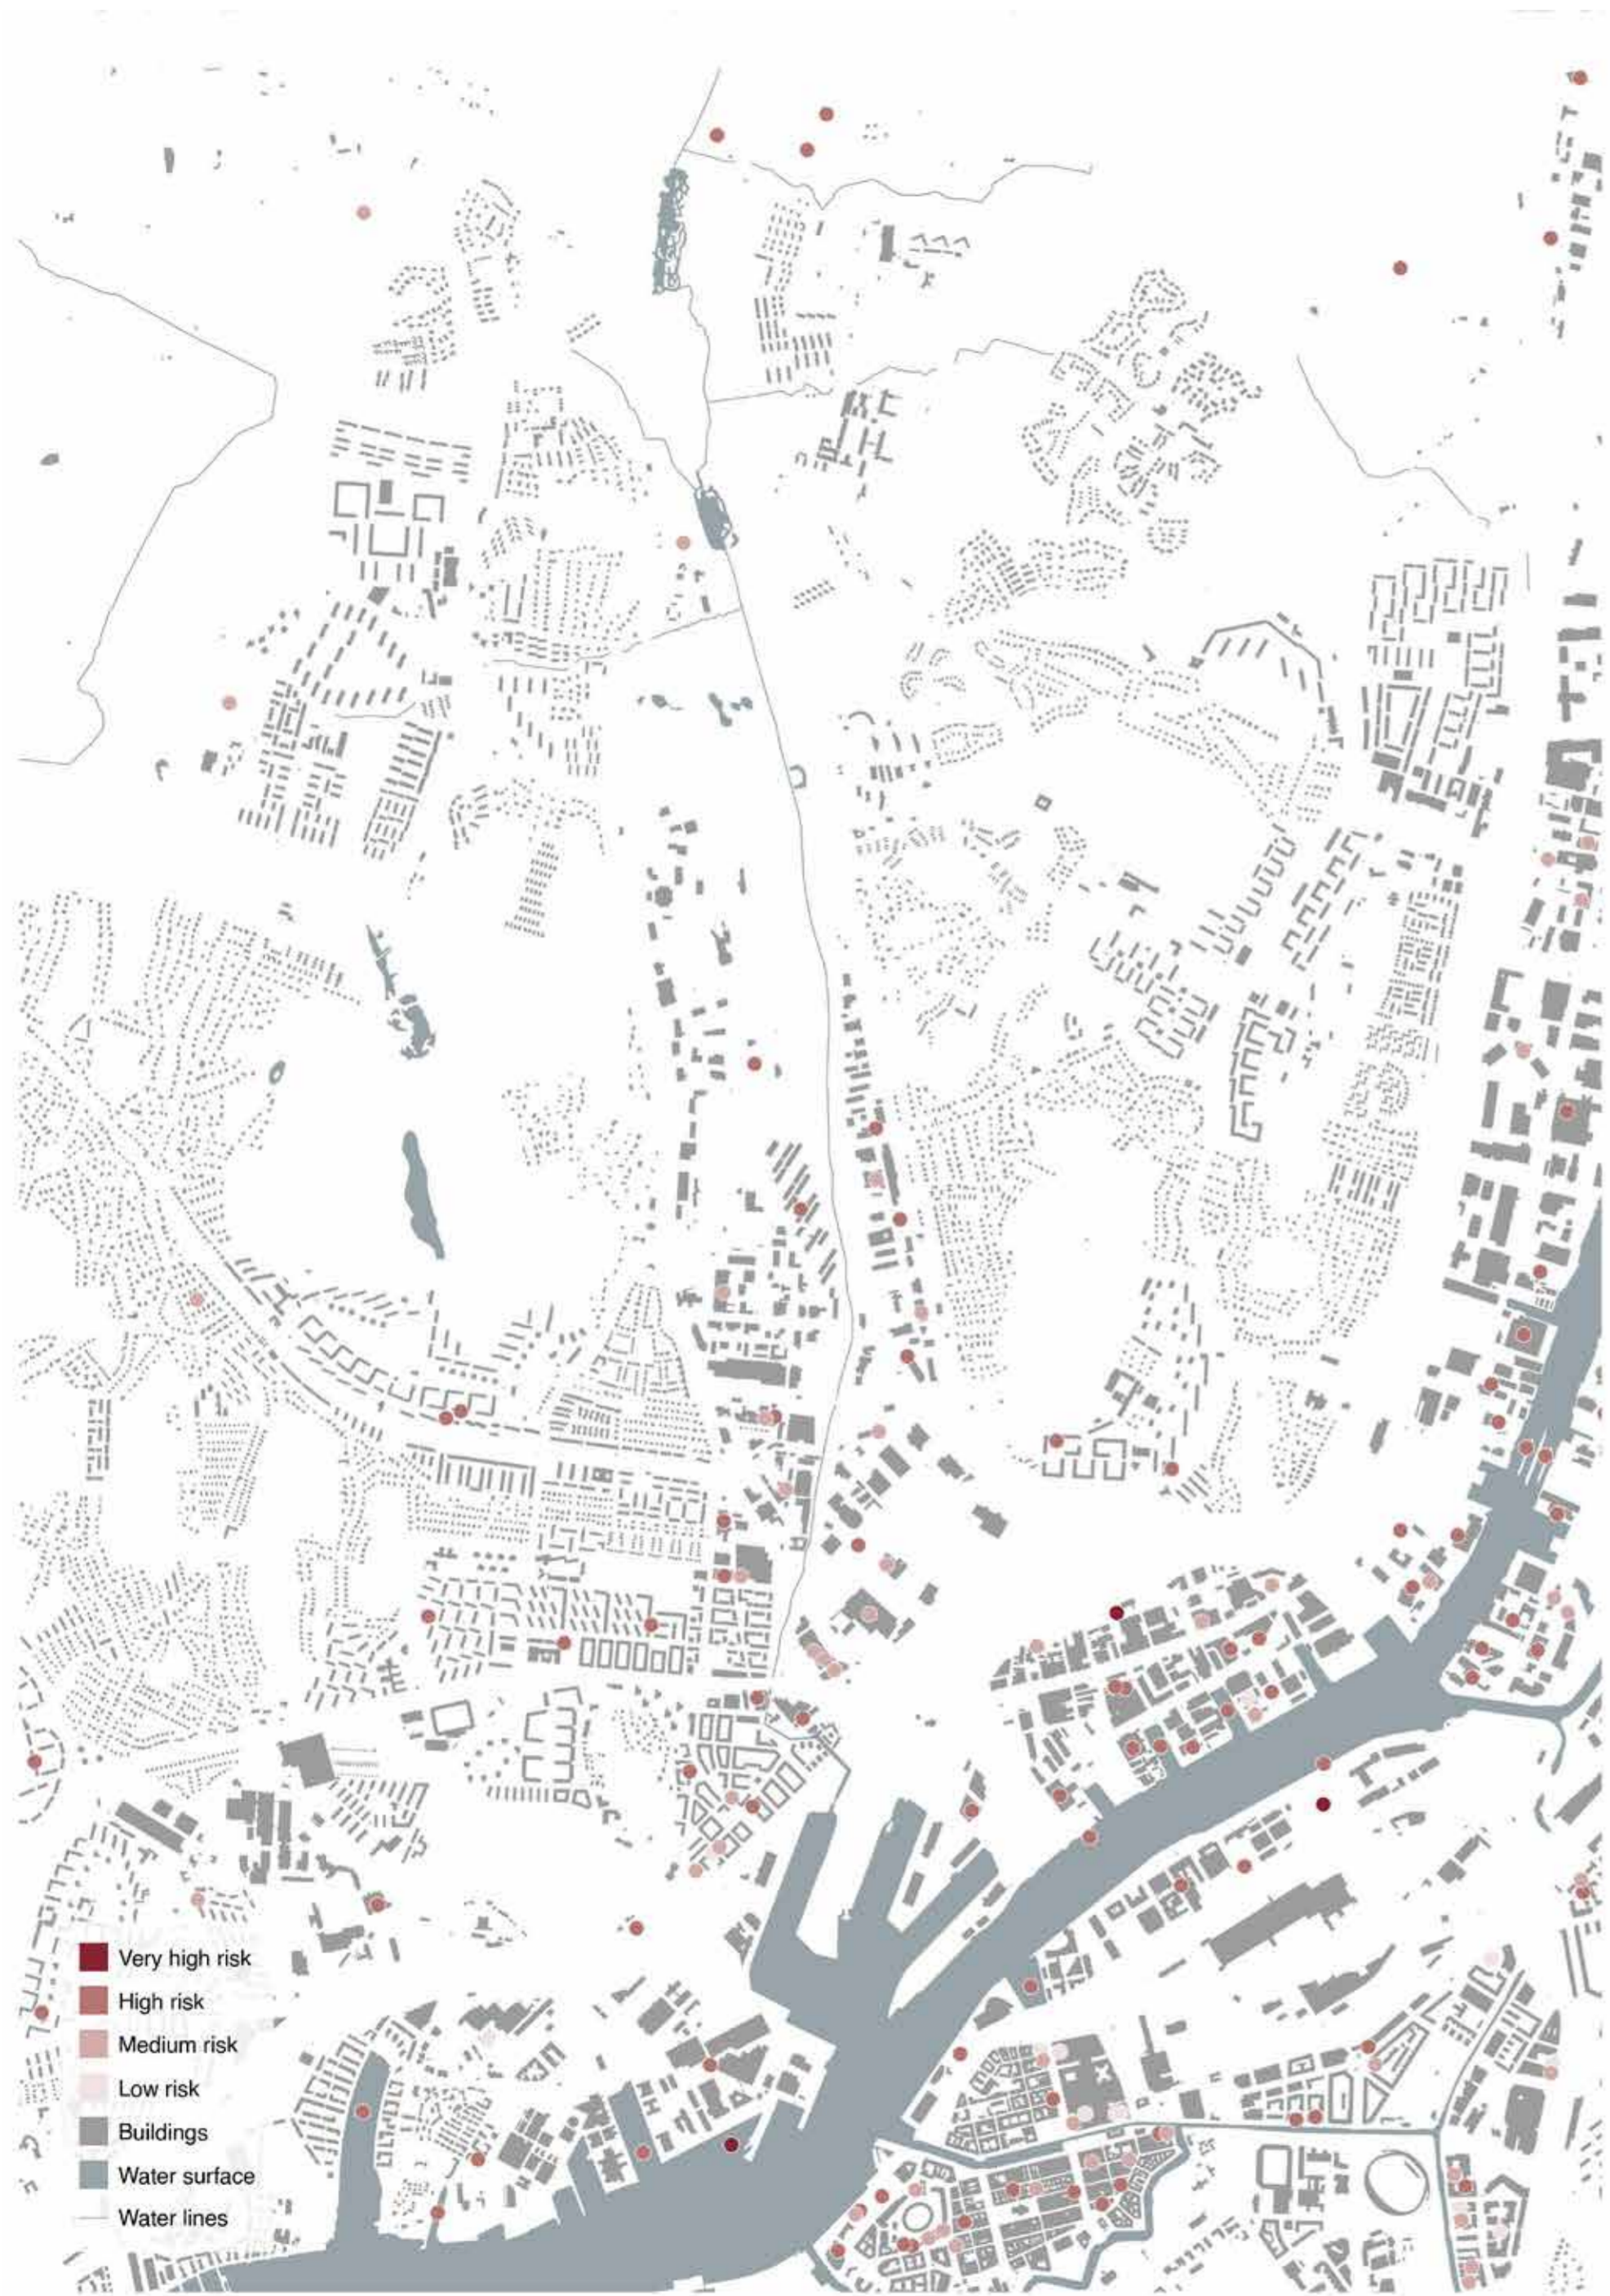 Very high risk
High risk
Medium risk
Low risk
Buildings
Water surface
Water lines